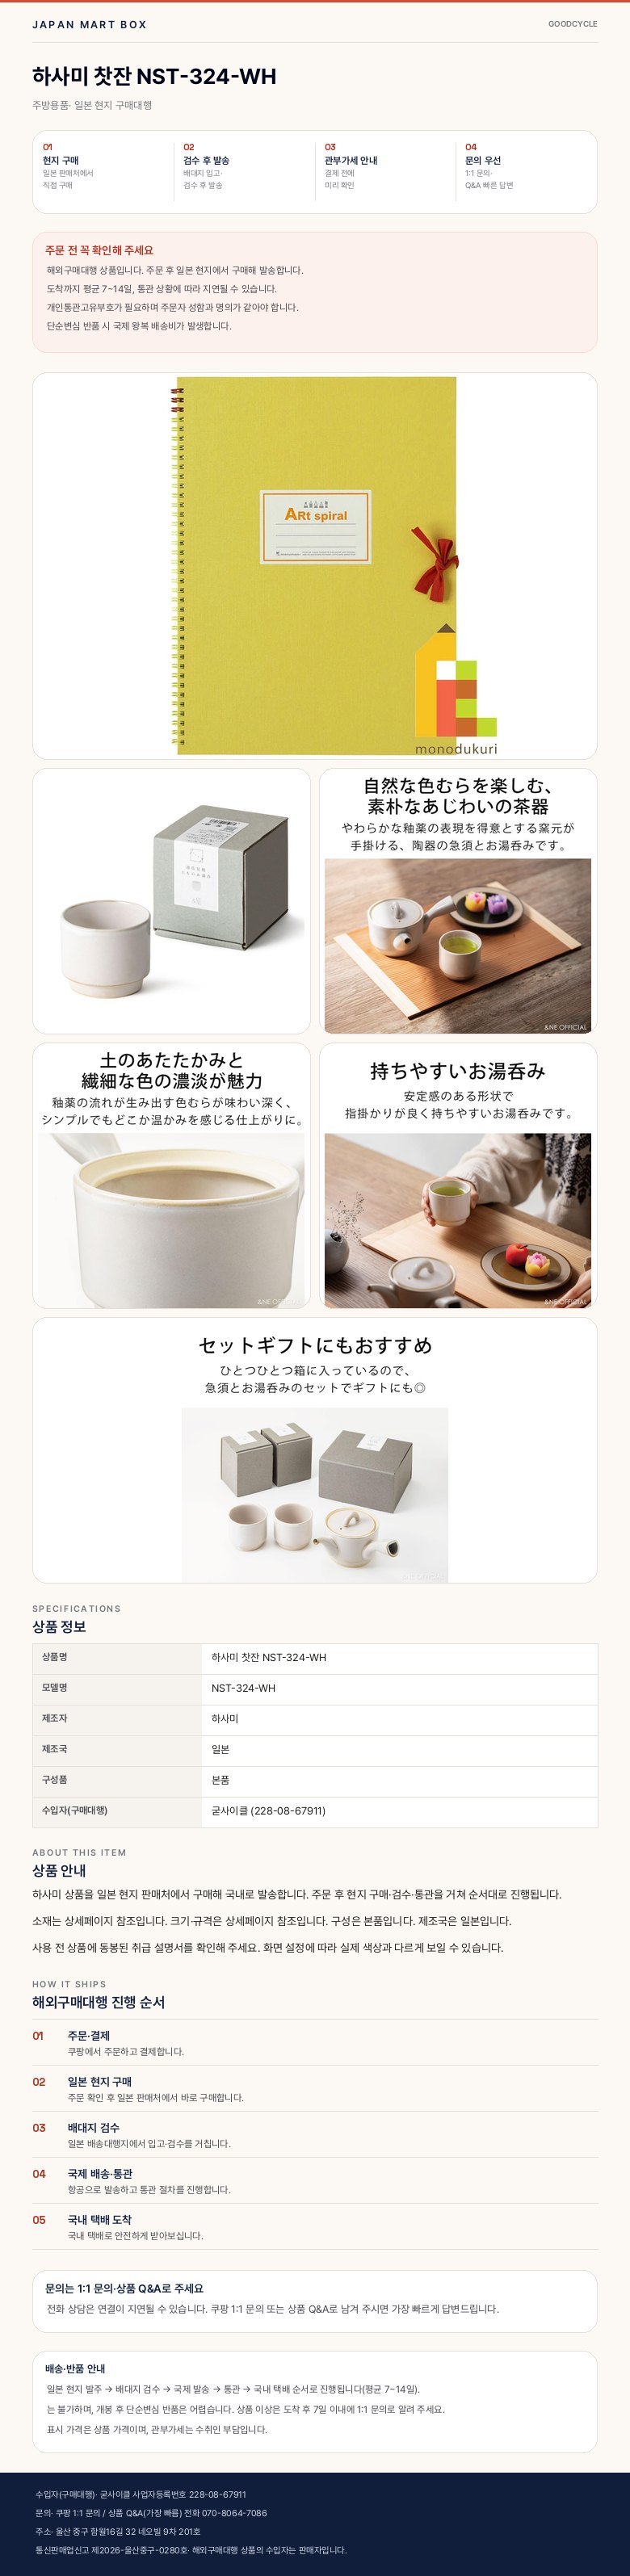 JAPAN MART BOX
GOODCYCLE
하사미 찻잔 NST-324-WH
주방용품· 일본 현지 구매대행
01
현지 구매
일본 판매처에서
직접 구매
02
검수 후 발송
배대지 입고·
검수 후 발송
03
관부가세 안내
결제 전에
미리 확인
04
문의 우선
1:1 문의·
Q&A 빠른 답변
주문 전 꼭 확인해 주세요
해외구매대행 상품입니다. 주문 후 일본 현지에서 구매해 발송합니다.
도착까지 평균 7~14일, 통관 상황에 따라 지연될 수 있습니다.
개인통관고유부호가 필요하며 주문자 성함과 명의가 같아야 합니다.
단순변심 반품 시 국제 왕복 배송비가 발생합니다.
ARt spiral
monodukuri
自然な色むらを楽しむ、
素朴なあじわいの茶器
やわらかな釉薬の表現を得意とする窯元が
手掛ける、陶器の急須とお湯呑みです。
&NE OFFICIAL
土のあたたかみと
繊細な色の濃淡が魅力
釉薬の流れが生み出す色むらが味わい深く、
シンプルでもどこか温かみを感じる仕上がりに。
&NE OFFICIAL
持ちやすいお湯呑み
安定感のある形状で
指掛かりが良く持ちやすいお湯呑みです。
&NE OFFICIAL
セットギフトにもおすすめ
ひとつひとつ箱に入っているので、
急須とお湯呑みのセットでギフトにも◎
SPECIFICATIONS
상품 정보
상품명 하사미 찻잔 NST-324-WH
모델명 NST-324-WH
제조자 하사미
제조국 일본
구성품 본품
수입자(구매대행) 굳사이클 (228-08-67911)
ABOUT THIS ITEM
상품 안내
하사미 상품을 일본 현지 판매처에서 구매해 국내로 발송합니다. 주문 후 현지 구매·검수·통관을 거쳐 순서대로 진행됩니다.
소재는 상세페이지 참조입니다. 크기·규격은 상세페이지 참조입니다. 구성은 본품입니다. 제조국은 일본입니다.
사용 전 상품에 동봉된 취급 설명서를 확인해 주세요. 화면 설정에 따라 실제 색상과 다르게 보일 수 있습니다.
HOW IT SHIPS
해외구매대행 진행 순서
01 주문·결제
쿠팡에서 주문하고 결제합니다.
02 일본 현지 구매
주문 확인 후 일본 판매처에서 바로 구매합니다.
03 배대지 검수
일본 배송대행지에서 입고·검수를 거칩니다.
04 국제 배송·통관
항공으로 발송하고 통관 절차를 진행합니다.
05 국내 택배 도착
국내 택배로 안전하게 받아보십니다.
문의는 1:1 문의·상품 Q&A로 주세요
전화 상담은 연결이 지연될 수 있습니다. 쿠팡 1:1 문의 또는 상품 Q&A로 남겨 주시면 가장 빠르게 답변드립니다.
배송·반품 안내
일본 현지 발주 → 배대지 검수 → 국제 발송 → 통관 → 국내 택배 순서로 진행됩니다(평균 7~14일).
는 불가하며, 개봉 후 단순변심 반품은 어렵습니다. 상품 이상은 도착 후 7일 이내에 1:1 문의로 알려 주세요.
표시 가격은 상품 가격이며, 관부가세는 수취인 부담입니다.
수입자(구매대행)· 굳사이클 사업자등록번호 228-08-67911
문의· 쿠팡 1:1 문의 / 상품 Q&A(가장 빠름) 전화 070-8064-7086
주소· 울산 중구 함월16길 32 네오빌 9차 201호
통신판매업신고 제2026-울산중구-0280호· 해외구매대행 상품의 수입자는 판매자입니다.